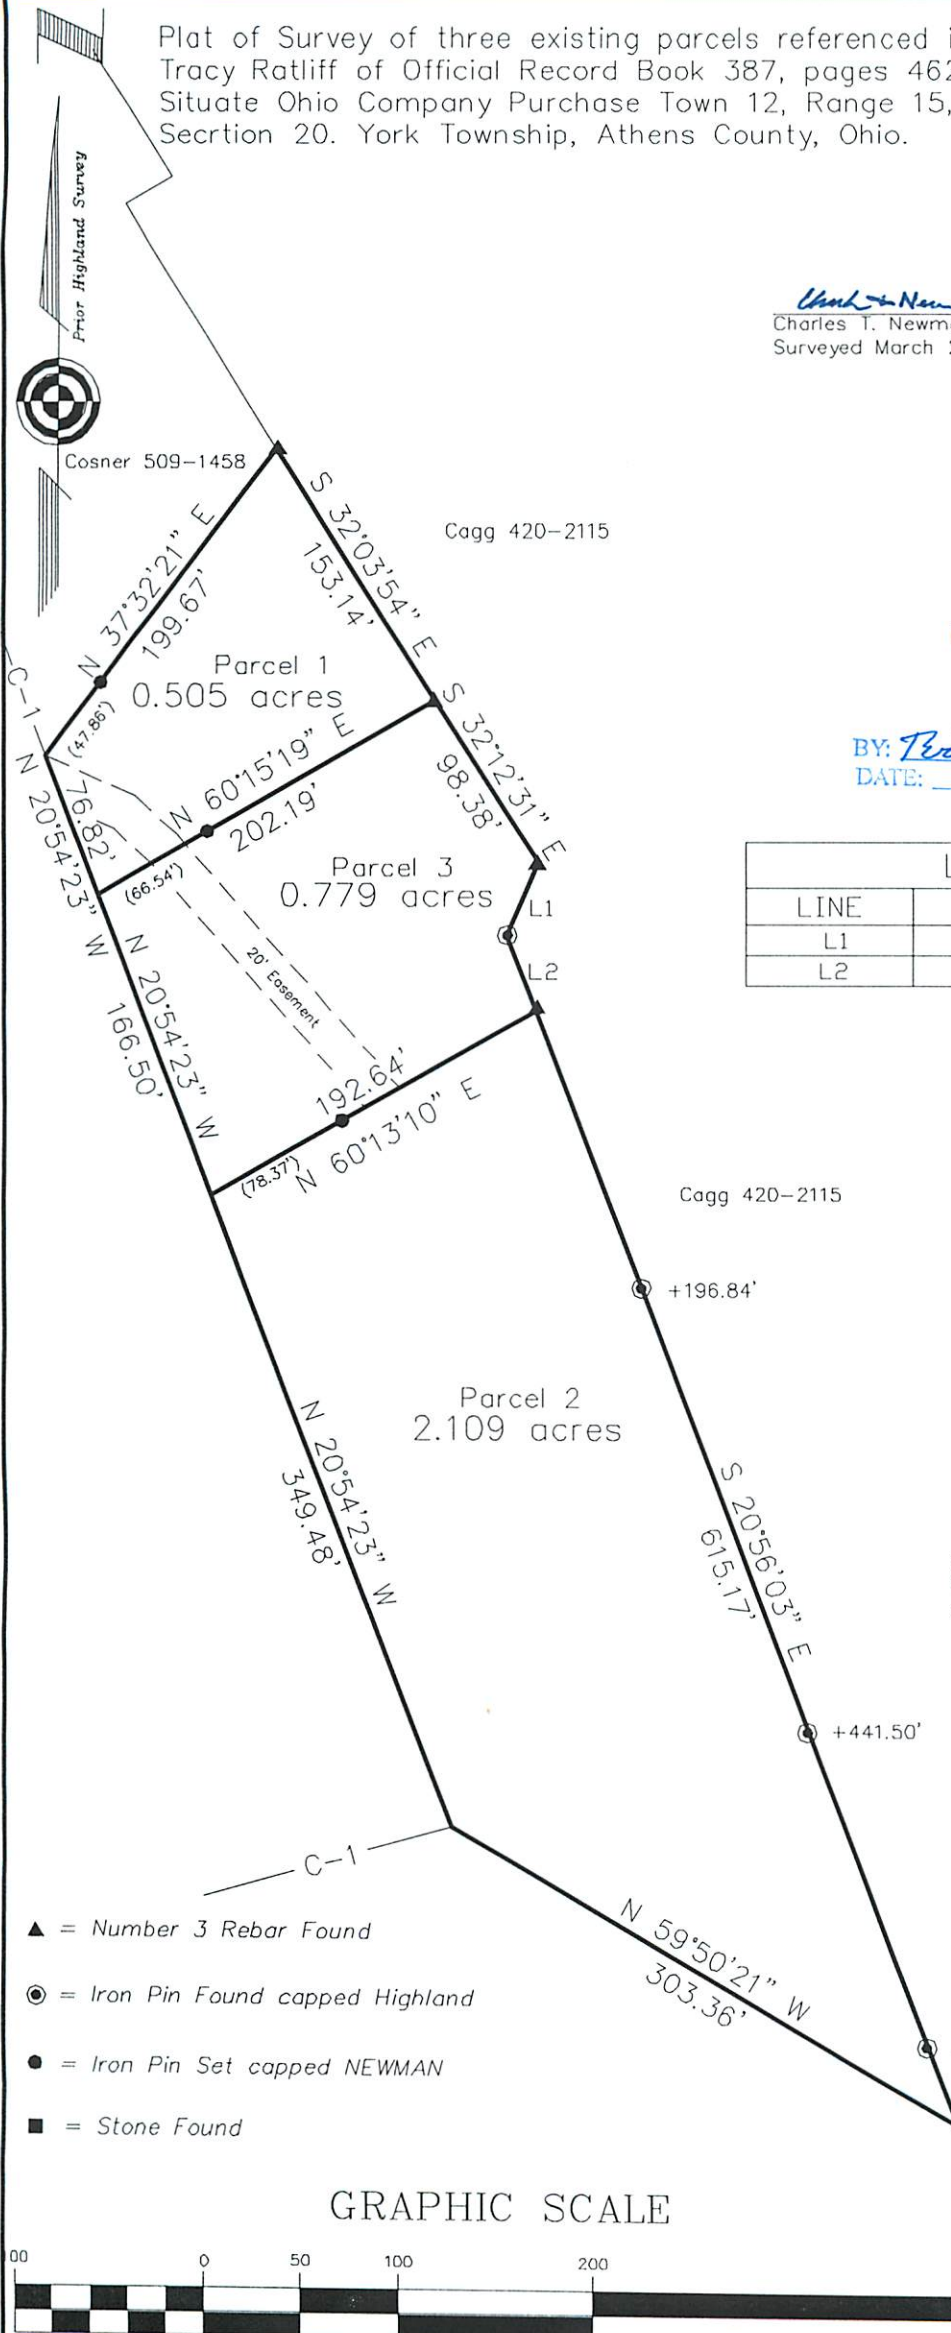 Plat of Survey of three existing parcels referenced
Tracy Ratliff of Official Record Book 387, pages 462
Situate Ohio Company Purchase Town 12, Range 15,
Secrtion 20. York Township, Athens County, Ohio.
Prior Highland Survey
Charles T. Newm
Surveyed March
Cosner 509-1458
Cagg 420-2115
N 37°32'21" E
199.67'
(47.86')
S 32°03'54" E
153.14'
Parcel 1
0.505 acres
C-1
N 20°54'23" W
76.82'
N 60°15'19" E
202.19'
(66.54')
S 32°12'31" E
98.38'
BY:
DATE:
Parcel 3
0.779 acres
L1
L2
LINE
L1
L2
20' Easement
N 20°54'23" W
166.50'
192.64'
N 60°13'10" E
(78.37')
Cagg 420-2115
+196.84'
Parcel 2
2.109 acres
N 20°54'23" W
349.48'
S 20°56'03" E
615.17'
+441.50'
C-1
N 59°50'21" W
303.36'
▲ = Number 3 Rebar Found
= Iron Pin Found capped Highland
● = Iron Pin Set capped NEWMAN
■ = Stone Found
GRAPHIC SCALE
00 0 50 100 200